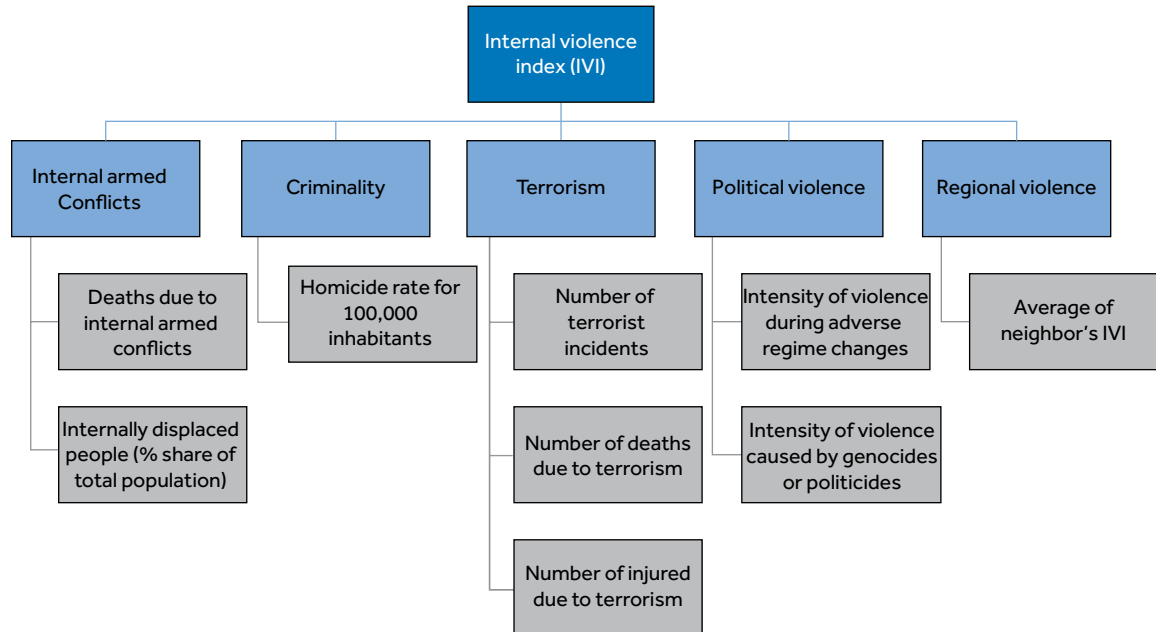 Internal violence
index (IVI)
Internal armed
Conflicts
Criminality
Terrorism
Political violence
Regional violence
Deaths due to
internal armed
conflicts
Internally displaced
people (% share of
total population)
Homicide rate for
100,000
inhabitants
Number of
terrorist
incidents
Number of deaths
due to terrorism
Number of injured
due to terrorism
Intensity of violence
during adverse
regime changes
Intensity of violence
caused by genocides
or politicides
Average of
neighbor’s IVI